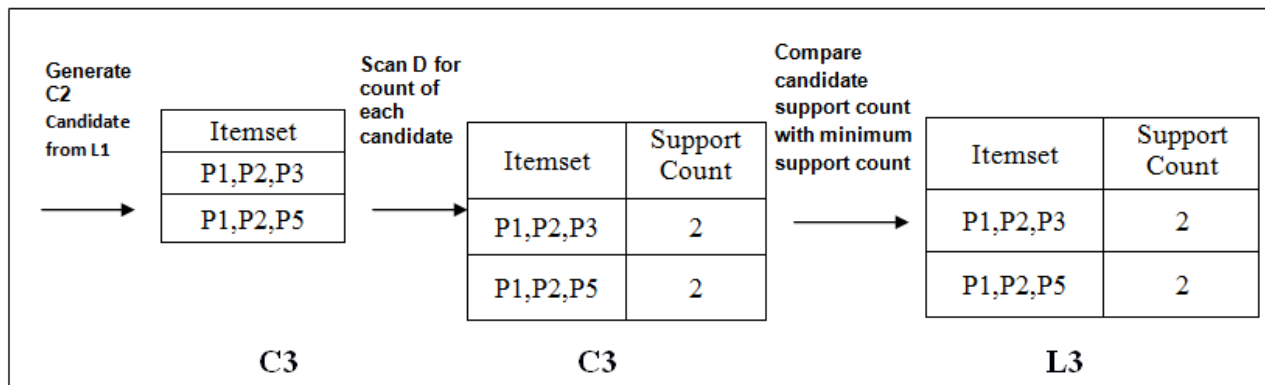 Generate
C2
Candidate
from L1
Itemset
P1,P2,P3
P1,P2,P5
C3
Scan D for
count of
each
candidate
Itemset
Support
Count
P1,P2,P3
2
P1,P2,P5
2
C3
Compare
candidate
support count
with minimum
support count
Itemset
Support
Count
P1,P2,P3
2
P1,P2,P5
2
L3